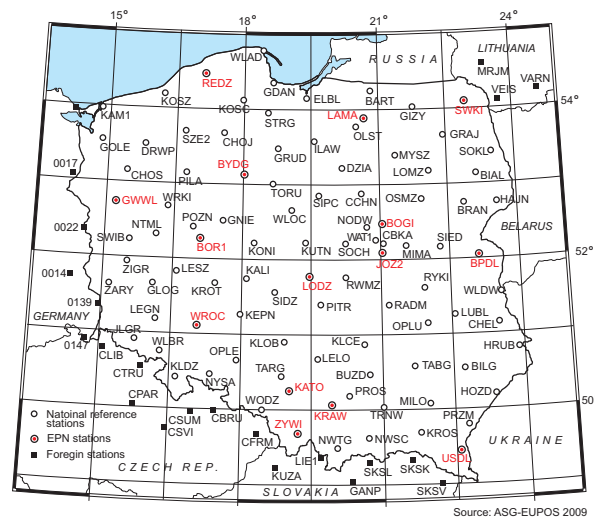 15° 18° 21° 24°
LITHUANIA
RUSSIA
WLAD
MRJM
VARN
REDZ
GDAN
VEIS
KOSZ
KOSC
ELBL
BART
SWKI
54°
KAM1
STRG
LAMA
GIZY
OLST
SZE2
CHOJ
GRAJ
GOLE
DRWP
ILAW
GRUD
MYSZ
SOKL
0017
BYDG
DZIA
LOMZ
BIAL
CHOS
PILA
TORU
GWWL
WRKI
SIPC
CCHN
OSMZ
HAJN
BRAN
WLOC
POZN
GNIE
NODW
BOGI
0022
NTML
BELARUS
SWIB
BOR1
WAT1
CBKA
SIED
KONI
KUTN
SOCH
MIMA
52°
JOZ2
BPDL
ZIGR
LESZ
KALI
0014
LODZ
RWMZ
RYKI
ZARY
GLOG
KROT
WLDW
SIDZ
0139
LEGN
PITR
RADM
GERMANY
WROC
KEPN
LUBL
OPLU
CHEL
JLGR
0147
KLOB
KLCE
HRUB
WLBR
CLIB
OPLE
LELO
CTRU
KLDZ
TARG
BUZD
TABG
BILG
NYSA
KATO
PROS
HOZD
CPAR
WODZ
MILO
50
KRAW
Natoinal reference
stations
CSUM
CBRU
TRNW
PRZM
CSVI
ZYWI
EPN stations
CFRM
NWTG
NWSC
KROS
UKRAINE
Foregin stations
LIE1
USDL
CZECH REP.
KUZA
SKSL
SKSK
SLOVAKIA
GANP
SKSV
Source: ASG-EUPOS 2009